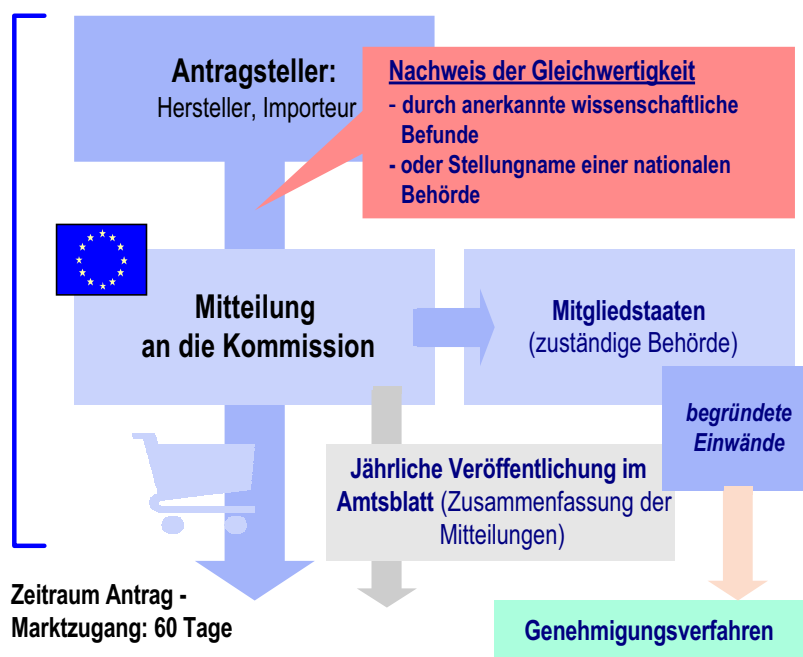 Antragsteller:
Hersteller, Importeur
Nachweis der Gleichwertigkeit
- durch anerkannte wissenschaftliche
Befunde
- oder Stellungname einer nationalen
Behörde
Mitteilung
an die Kommission
Mitgliedstaaten
(zuständige Behörde)
begründete
Einwände
Jährliche Veröffentlichung im
Amtsblatt (Zusammenfassung der
Mitteilungen)
Zeitraum Antrag -
Marktzugang: 60 Tage
Genehmigungsverfahren